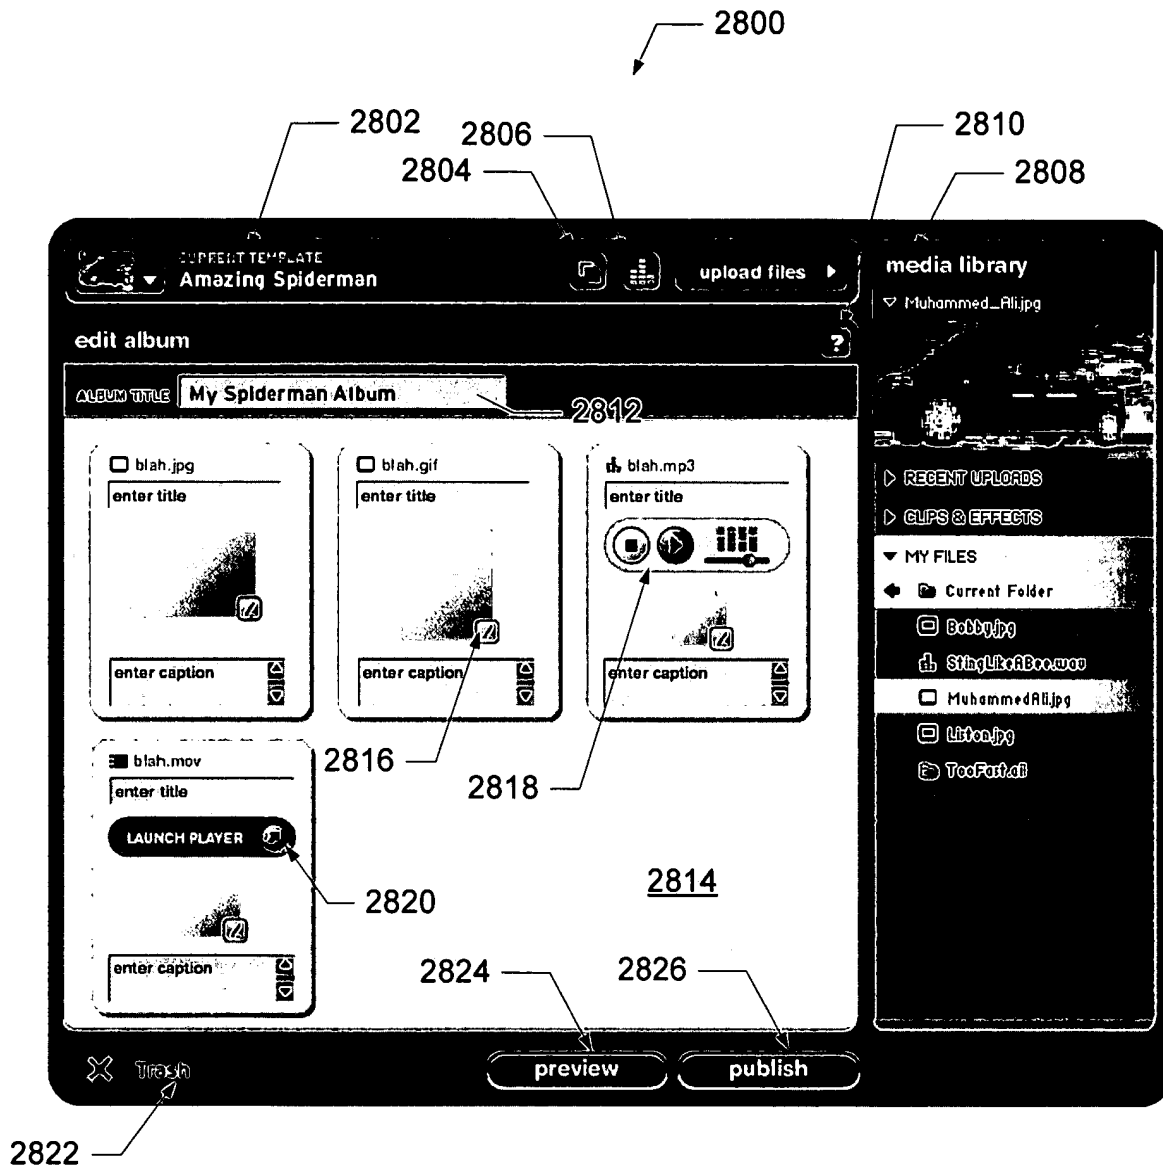 2800
2802
2806
2810
2804
2808
CURRENT TEMPLATE
Amazing Spiderman
upload files
media library
Muhammed_Ali.jpg
edit album
?
ALBUM TITLE
My Spiderman Album
2812
blah.jpg
enter title
enter caption
blah.gif
enter title
enter caption
blah.mp3
enter title
enter caption
RECENT UPLOADS
CLIPS & EFFECTS
MY FILES
Current Folder
Bobby.jpg
StingLikeABee.wav
MuhammedAli.jpg
Liston.jpg
2816
2818
blah.mov
enter title
LAUNCH PLAYER
enter caption
2820
2814
2824
2826
Trash
preview
publish
2822